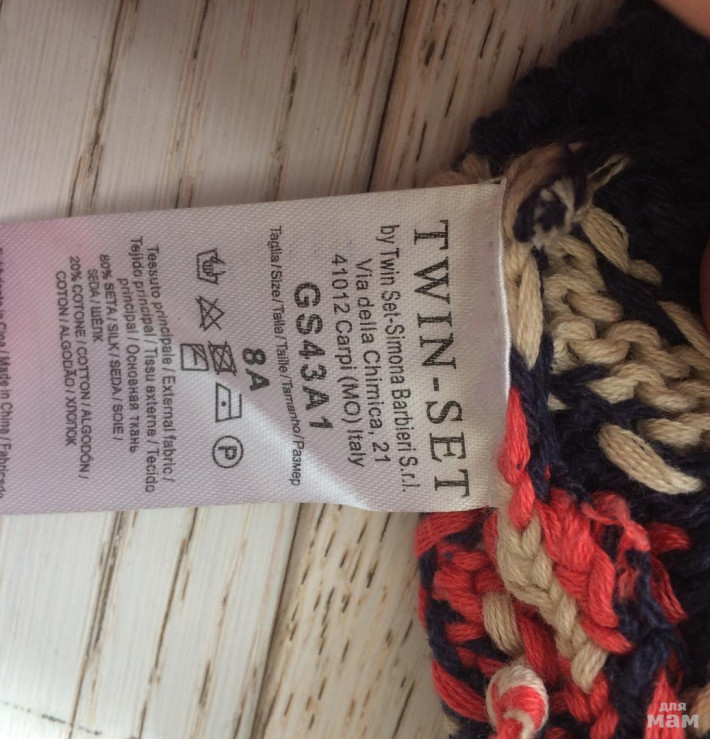 TWIN-SET
by Twin Set-Simona Barbieri S.r.l.
Via della Chimica, 21
41012 Carpi (MO) Italy
GS43A1
Taglia/Size/Talla/Taille/Tamanho/Размер
8A
P
Tessuto principale / External fabric /
Tejido principal / Tissu externe / Tecido
principal / Основная ткань
80% SETA / SILK / SEDA / SOIE /
SEDA / ШЁЛК
20% COTONE / COTTON / ALGODÓN /
COTON / ALGODÃO / ХЛОПОК
in Cina / Made in China /
для
мам